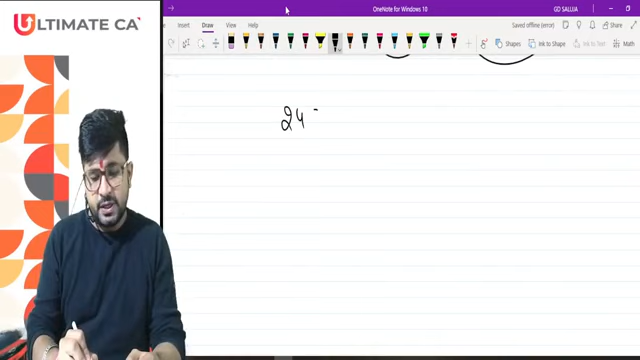 ULTIMATE CA
OneNote for Windows 10
GD SALUJA
Insert Draw History View Help
Saved offline (error)
Shapes Ink to Shape Ink to Text Math
24 -